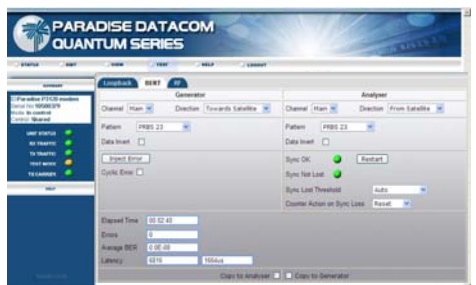 PARADISE DATACOM
QUANTUM SERIES
STATUS EDIT VIEW TEST HELP LOGOUT
SUMMARY
Mode: In control
Control: Shared
UNIT STATUS
RX TRAFFIC
TX TRAFFIC
TEST MODE
TX CARRIER
HELP
Loopback BERT RF
Generator Analyser
Channel Main Direction Towards Satellite Channel Main Direction From Satellite
Pattern PRBS 23 Pattern PRBS 23
Data Invert Data Invert
Inject Error Sync OK Restart
Cyclic Error Sync Not Lost
Sync Lost Threshold Auto
Counter Action on Sync Loss Reset
Elapsed Time 00:02:40
Errors 0
Average BER 0.0E-08
Latency
Copy to Analyser Copy to Generator